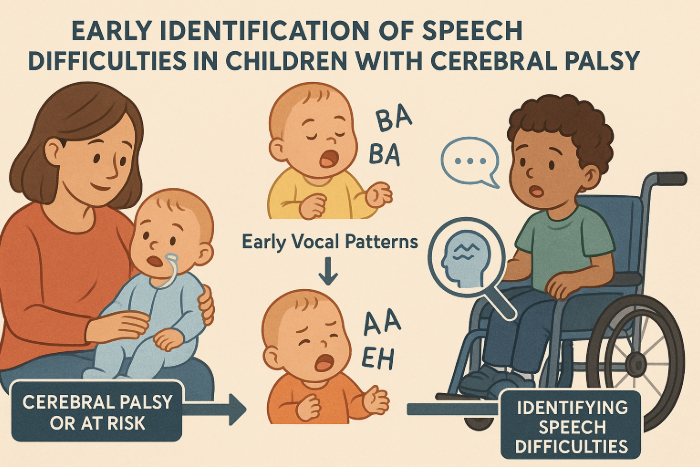 EARLY IDENTIFICATION OF SPEECH
DIFFICULTIES IN CHILDREN WITH CEREBRAL PALSY
BA
BA
Early Vocal Patterns
AA
EH
CEREBRAL PALSY
OR AT RISK
IDENTIFYING
SPEECH
DIFFICULTIES